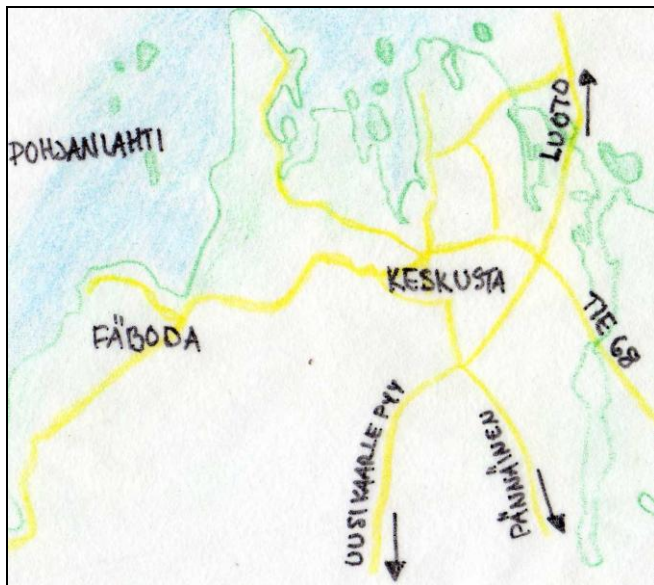 POHJANLAHTI
LUOTO
KESKUSTA
FÄBODA
TIE 68
UUSIKAARLEPYY
PÄNNÄINEN